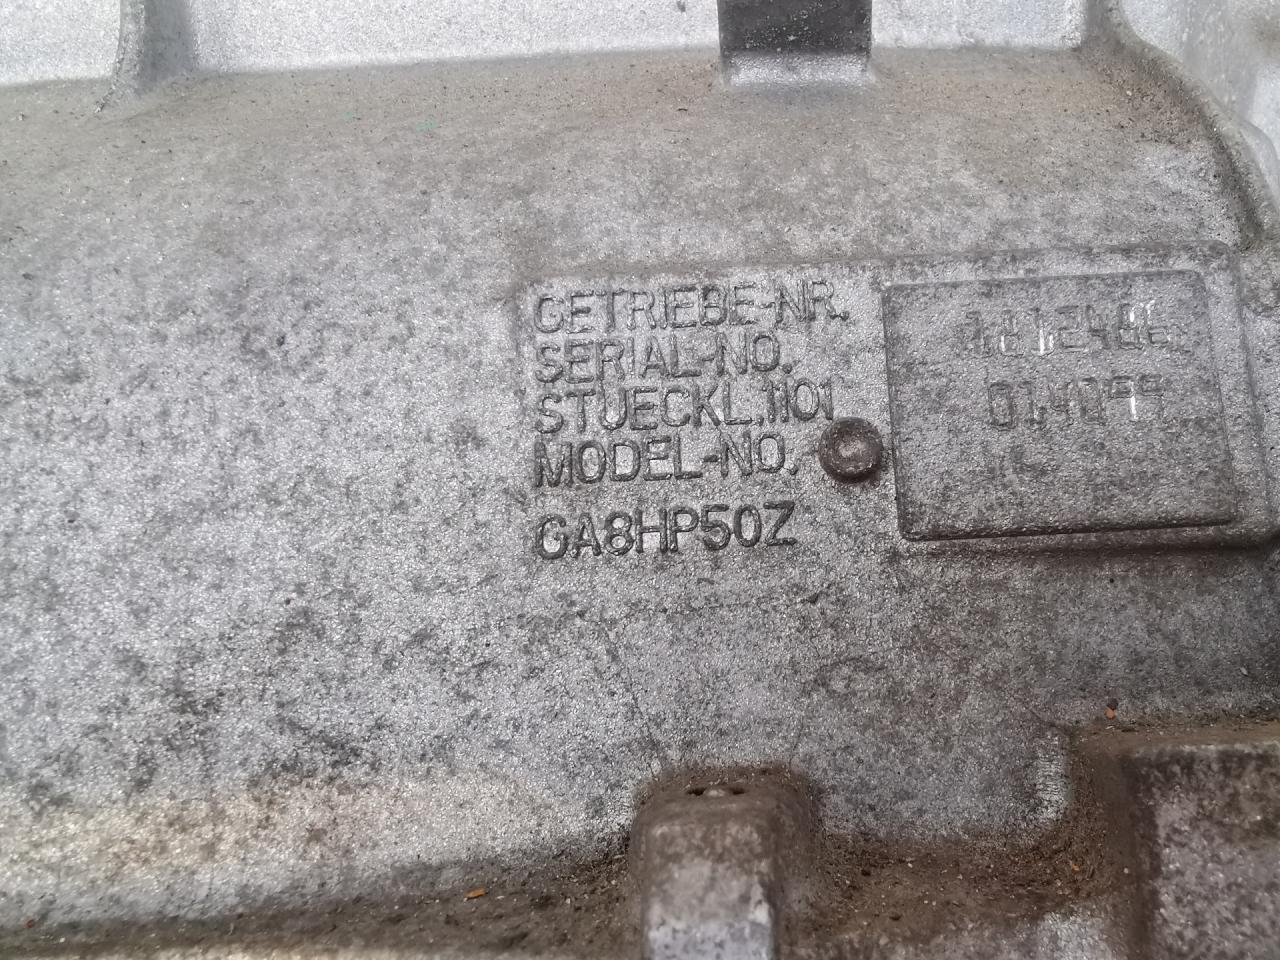 GETRIEBE-NR.
SERIAL-NO.
STUECKL.1101
MODEL-NO.
GA8HP50Z